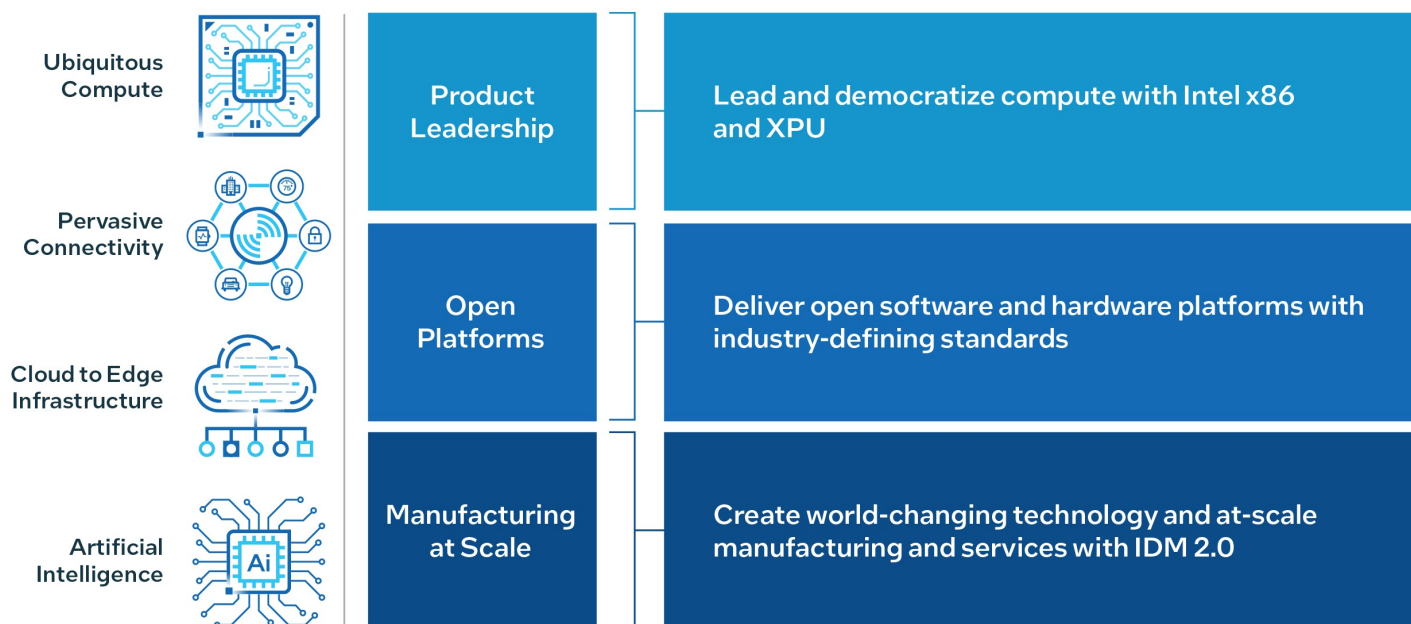 Ubiquitous
Compute
Pervasive
Connectivity
75°
Cloud to Edge
Infrastructure
Artificial
Intelligence
Ai
Product
Leadership
Lead and democratize compute with Intel x86
and XPU
Open
Platforms
Deliver open software and hardware platforms with
industry-defining standards
Manufacturing
at Scale
Create world-changing technology and at-scale
manufacturing and services with IDM 2.0